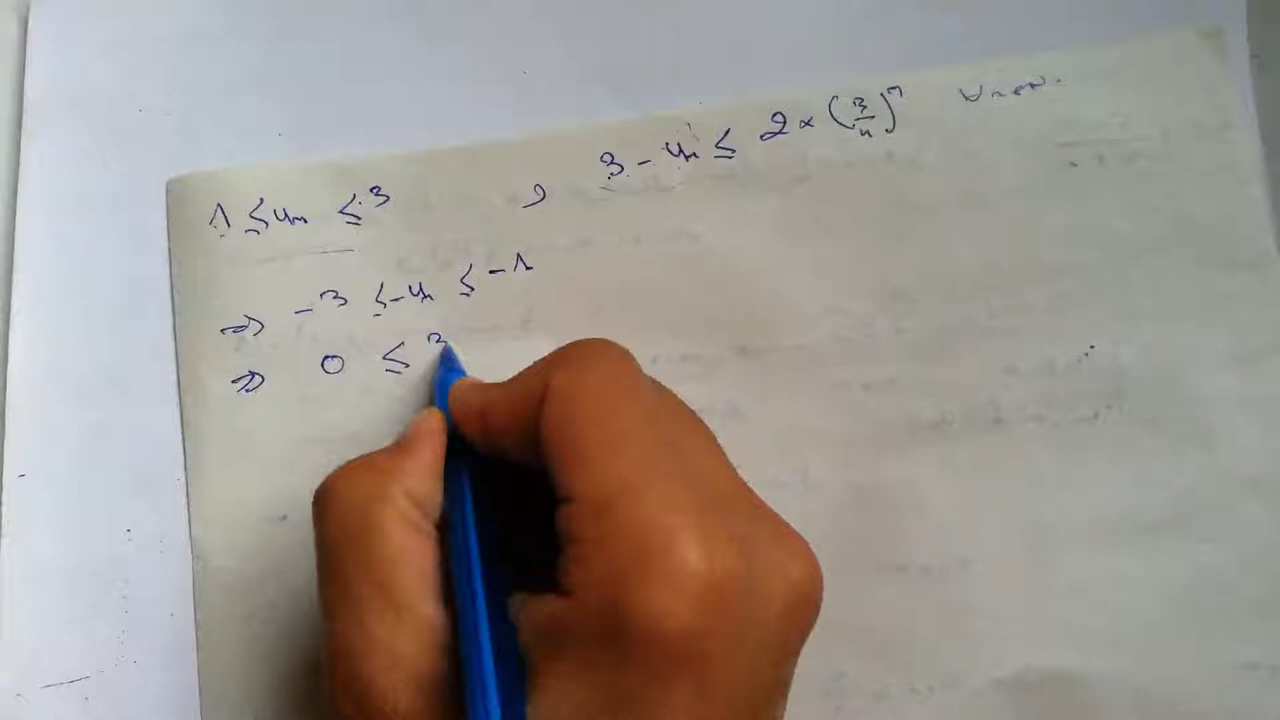 1 ≤ Un ≤ 3 , 3 - Un ≤ 2 × (3/4)^n ∀n∈ℕ.
⇒ -3 ≤ -Un ≤ -1
⇒ 0 ≤ 3